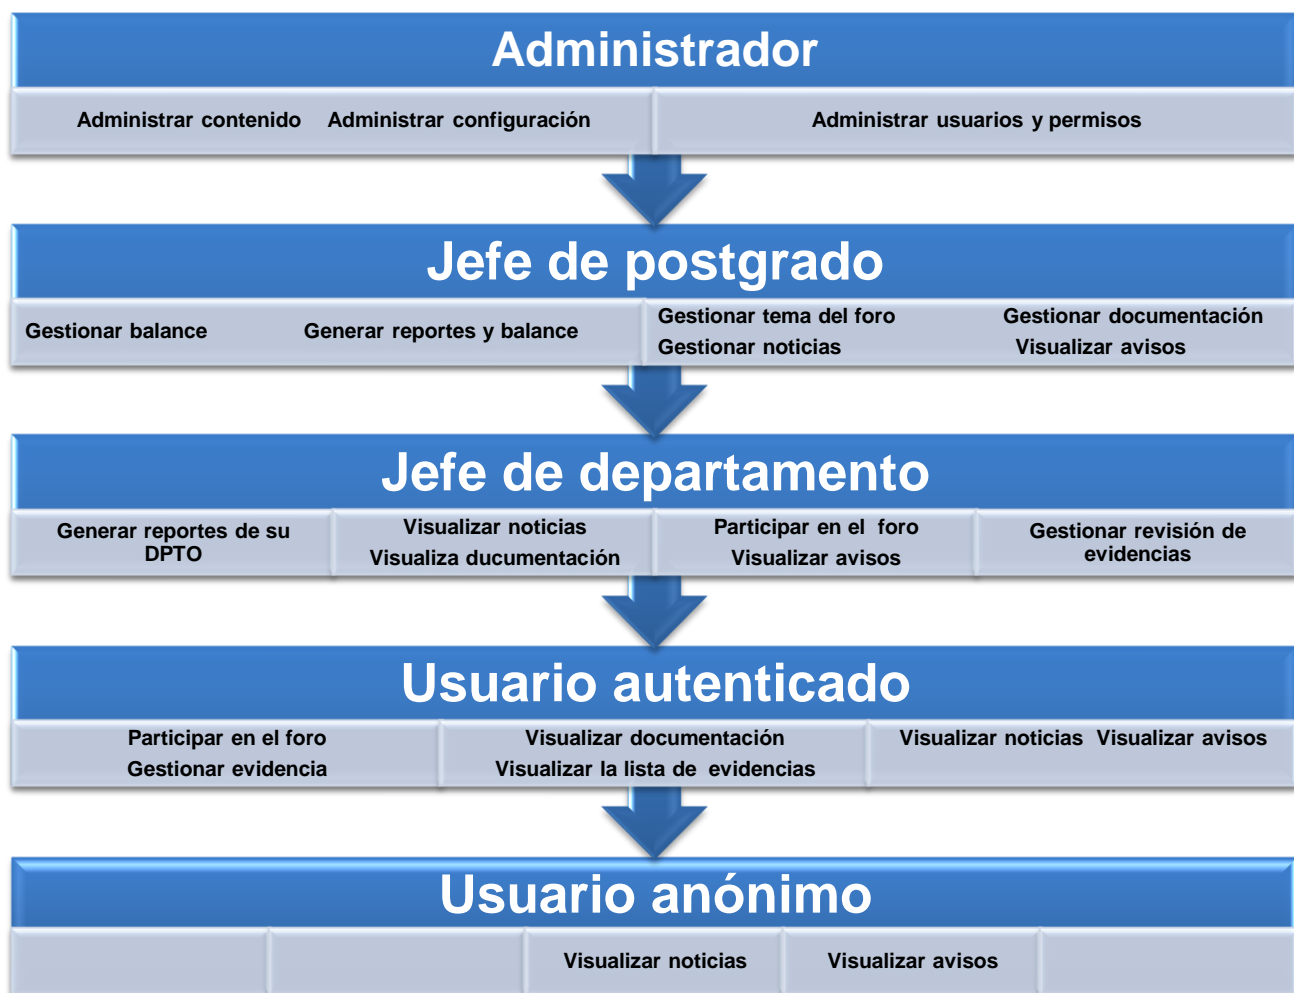 Administrador
Administrar contenido Administrar configuración Administrar usuarios y permisos
Jefe de postgrado
Gestionar balance Generar reportes y balance
Gestionar tema del foro Gestionar documentación
Gestionar noticias Visualizar avisos
Jefe de departamento
Generar reportes de su
DPTO
Visualizar noticias
Visualiza ducumentación
Participar en el foro
Visualizar avisos
Gestionar revisión de
evidencias
Usuario autenticado
Participar en el foro
Gestionar evidencia
Visualizar documentación
Visualizar la lista de evidencias
Visualizar noticias Visualizar avisos
Usuario anónimo
Visualizar noticias Visualizar avisos